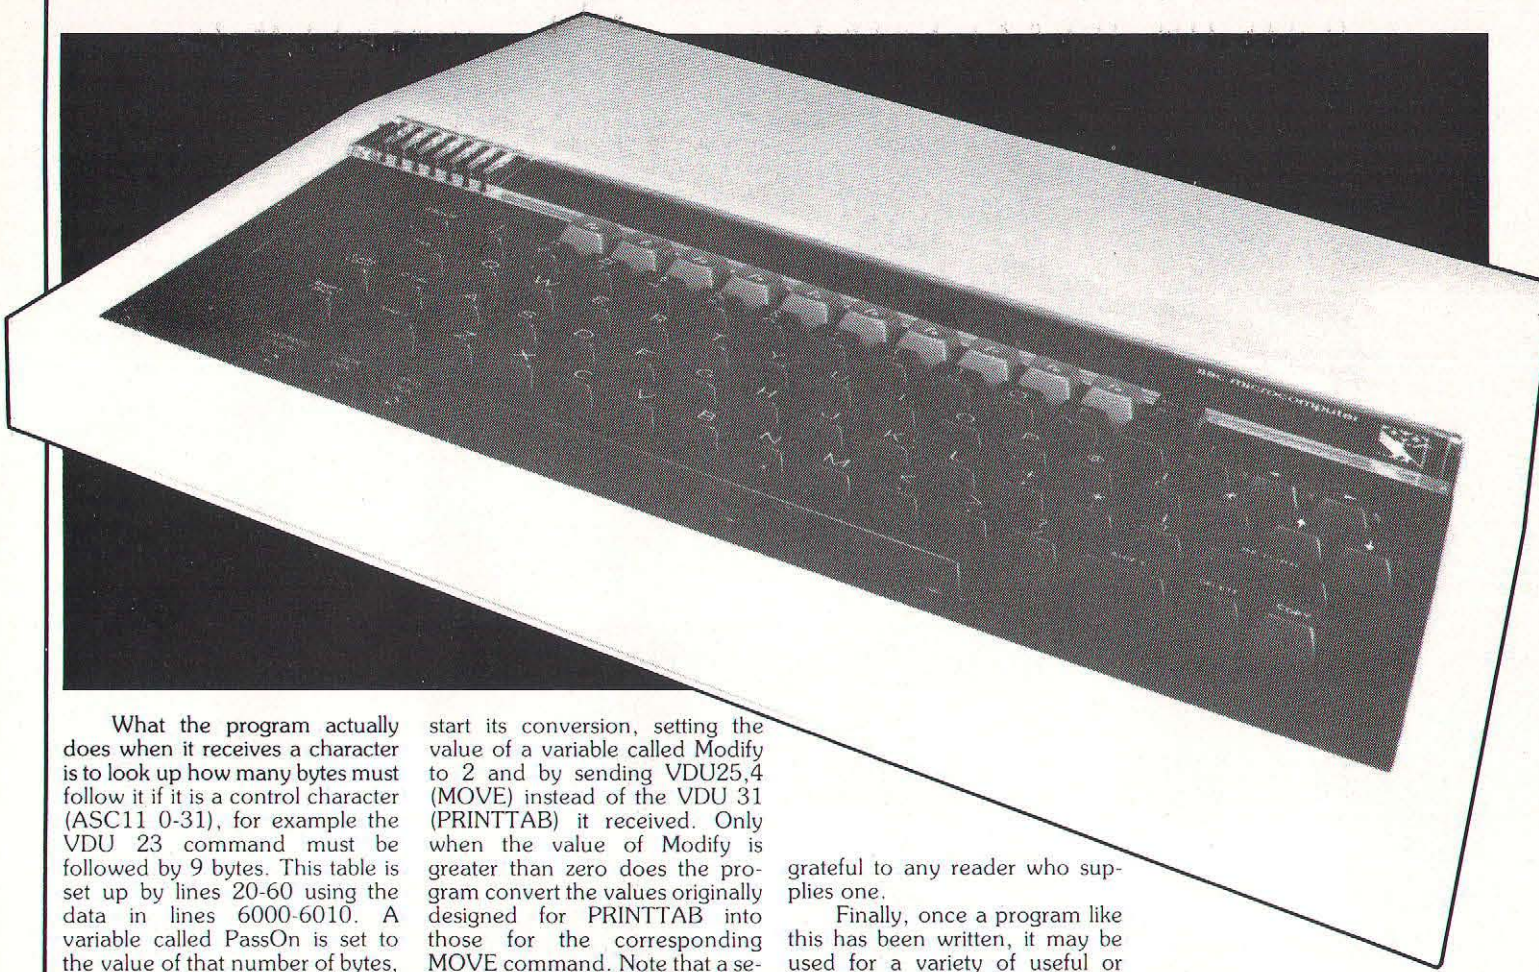 BBC microcomputer
Q W E R
A
Z X C
B N M
COPY
What the program actually
does when it receives a character
is to look up how many bytes must
follow it if it is a control character
(ASC11 0-31), for example the
VDU 23 command must be
followed by 9 bytes. This table is
set up by lines 20-60 using the
data in lines 6000-6010. A
variable called PassOn is set to
the value of that number of bytes,
start its conversion, setting the
value of a variable called Modify
to 2 and by sending VDU25,4
(MOVE) instead of the VDU 31
(PRINTTAB) it received. Only
when the value of Modify is
greater than zero does the pro-
gram convert the values originally
designed for PRINTTAB into
those for the corresponding
MOVE command. Note that a se-
grateful to any reader who sup-
plies one.
Finally, once a program like
this has been written, it may be
used for a variety of useful or